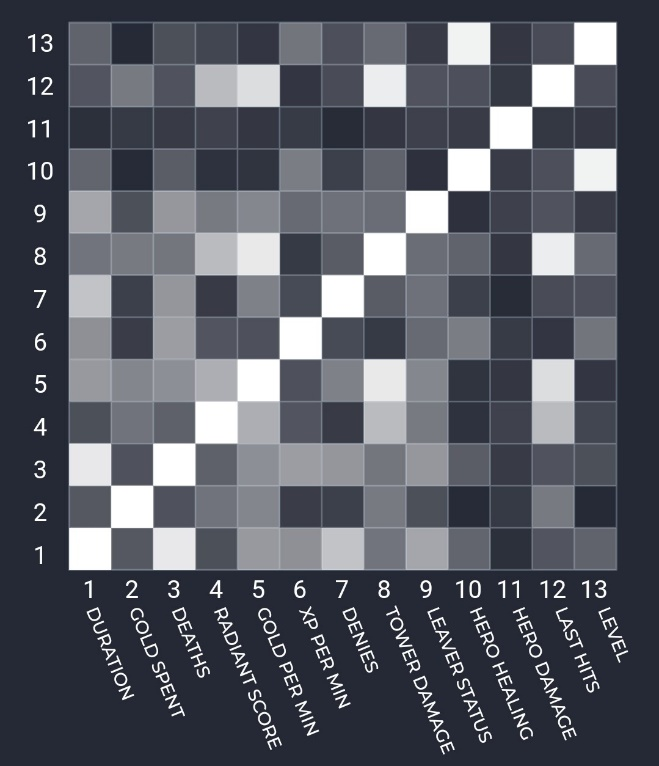 13
12
11
10
9
8
7
6
5
4
3
2
1
1 2 3 4 5 6 7 8 9 10 11 12 13
DURATION
GOLD SPENT
DEATHS
RADIANT SCORE
GOLD PER MIN
XP PER MIN
DENIES
TOWER DAMAGE
LEAVER STATUS
HERO HEALING
HERO DAMAGE
LAST HITS
LEVEL